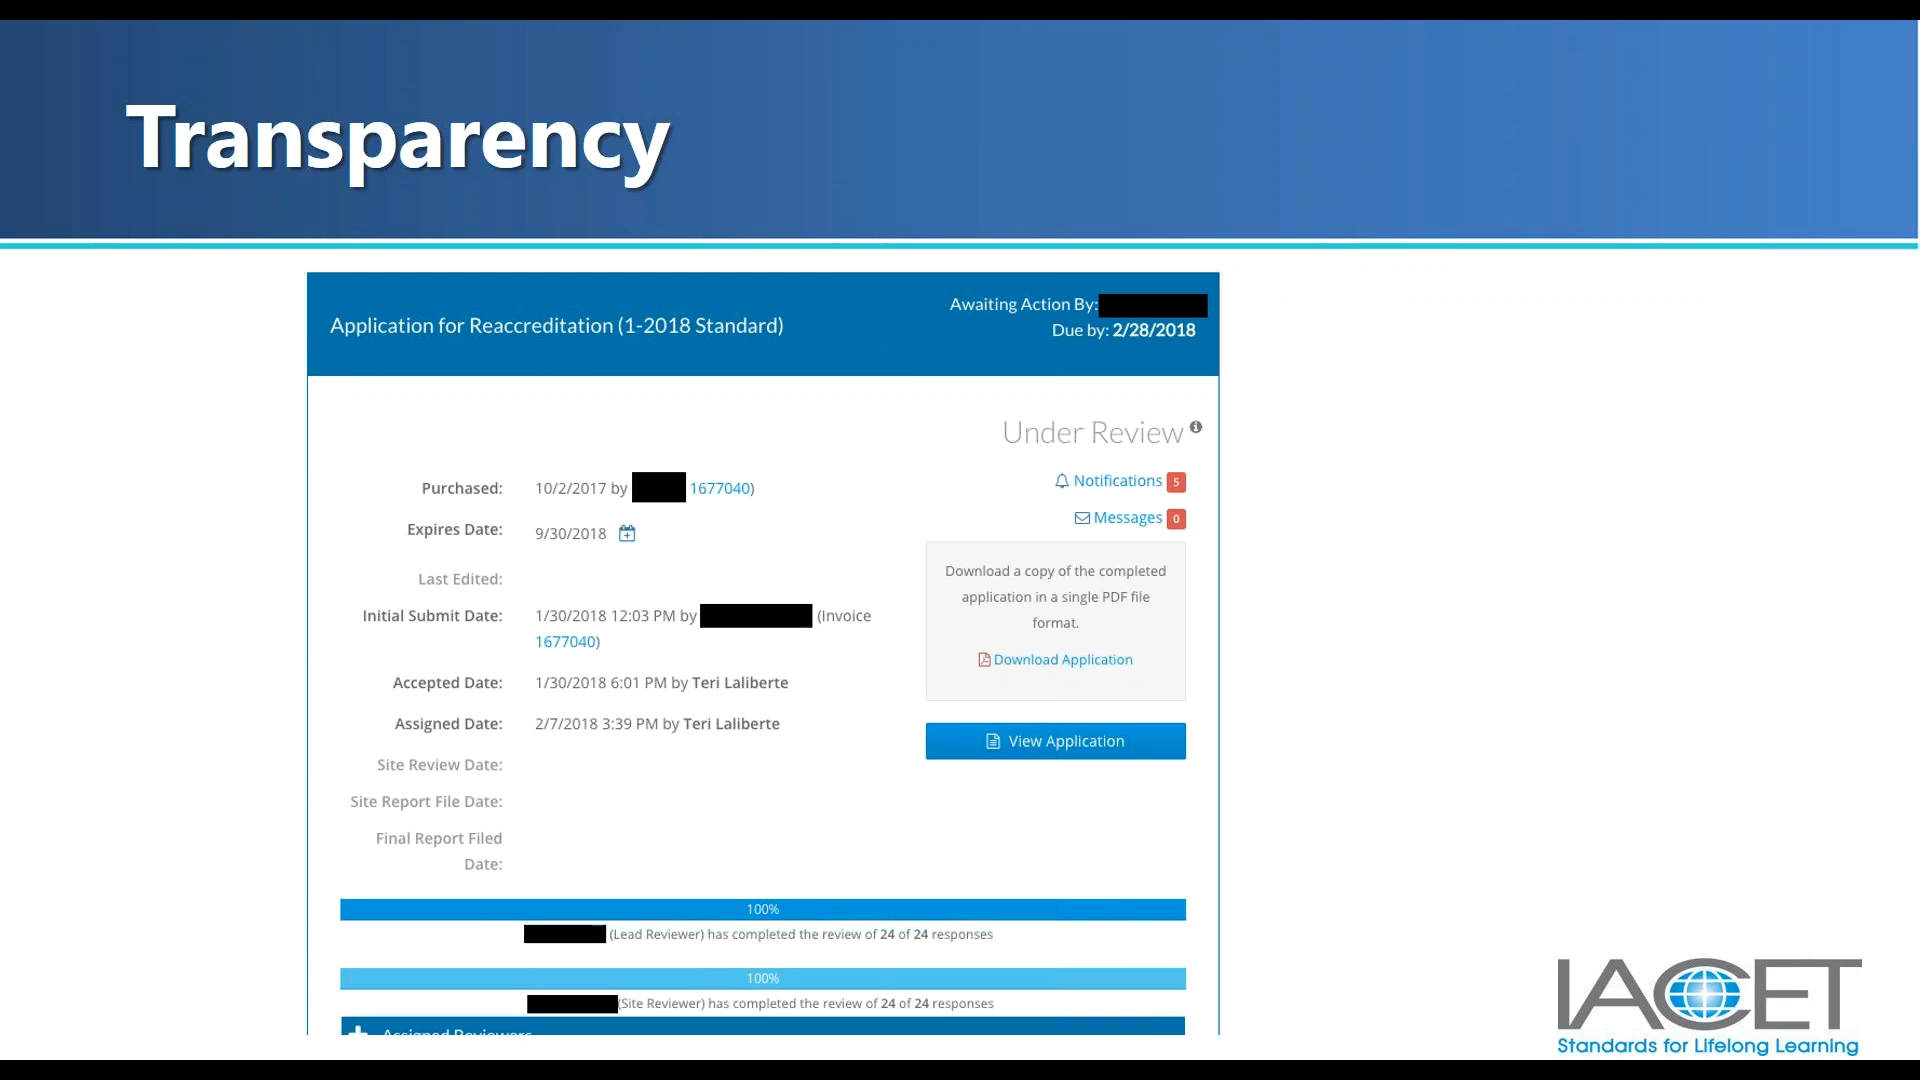 Transparency
Application for Reaccreditation (1-2018 Standard)
Awaiting Action By:
Due by: 2/28/2018
Under Review
Notifications 5
Messages 0
Purchased: 10/2/2017 by 1677040)
Expires Date: 9/30/2018
Last Edited:
Initial Submit Date: 1/30/2018 12:03 PM by (Invoice
1677040)
Accepted Date: 1/30/2018 6:01 PM by Teri Laliberte
Assigned Date: 2/7/2018 3:39 PM by Teri Laliberte
Site Review Date:
Site Report File Date:
Final Report Filed
Date:
Download a copy of the completed
application in a single PDF file
format.
Download Application
View Application
100%
(Lead Reviewer) has completed the review of 24 of 24 responses
100%
(Site Reviewer) has completed the review of 24 of 24 responses
Assigned Reviewers
IACET
Standards for Lifelong Learning